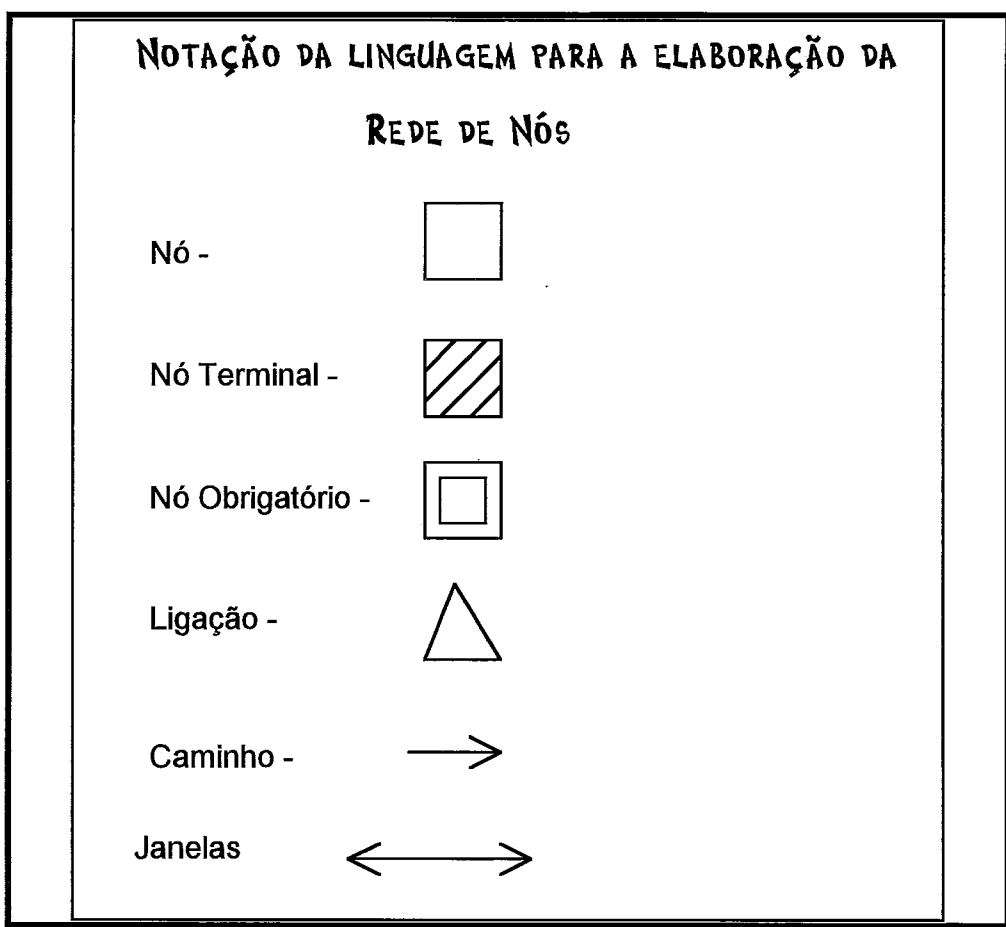 NOTAÇÃO DA LINGUAGEM PARA A ELABORAÇÃO DA
REDE DE NÓS
Nó -
Nó Terminal -
Nó Obrigatório -
Ligação -
Caminho -
Janelas